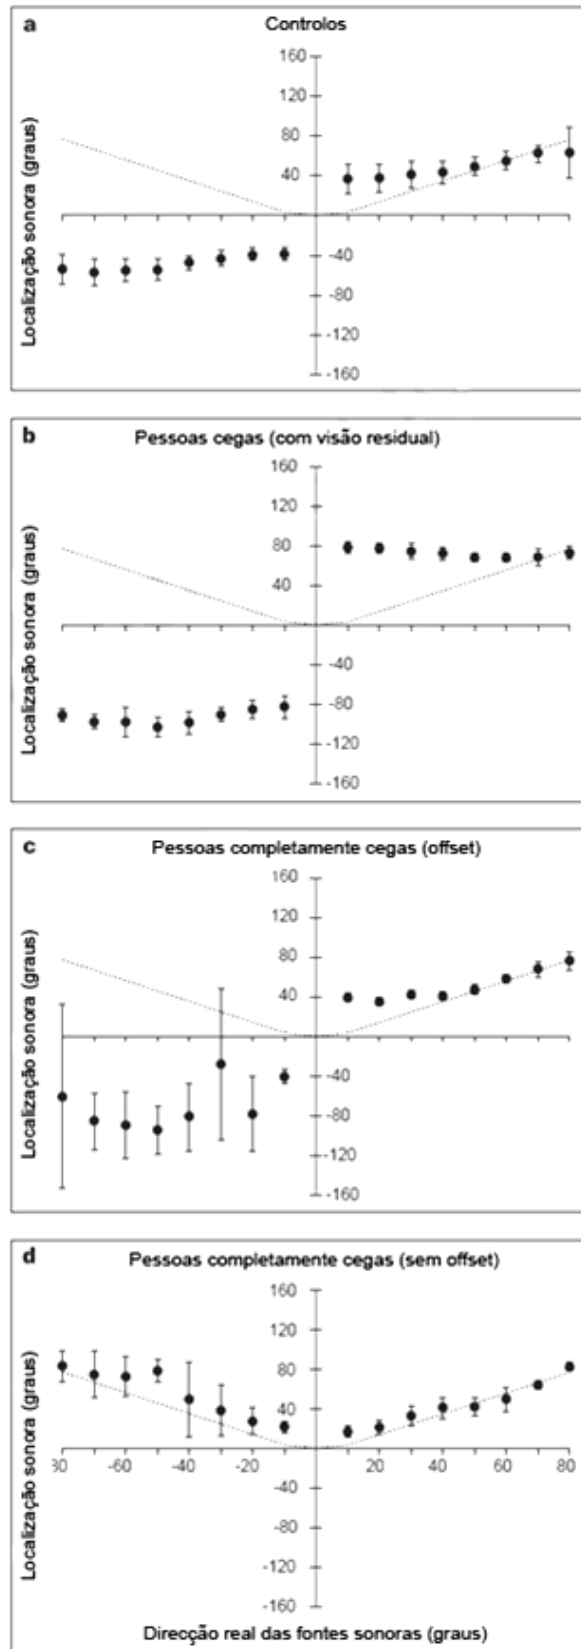 a
Controlos
160
120
80
40
-40
-80
-120
-160
Localização sonora (graus)
b
Pessoas cegas (com visão residual)
160
120
80
40
-40
-80
-120
-160
Localização sonora (graus)
c
Pessoas completamente cegas (offset)
160
120
80
40
-40
-80
-120
-160
Localização sonora (graus)
d
Pessoas completamente cegas (sem offset)
160
120
80
40
30 -60 -40 -20 20 40 60 80
-40
-80
-120
-160
Localização sonora (graus)
Direcção real das fontes sonoras (graus)